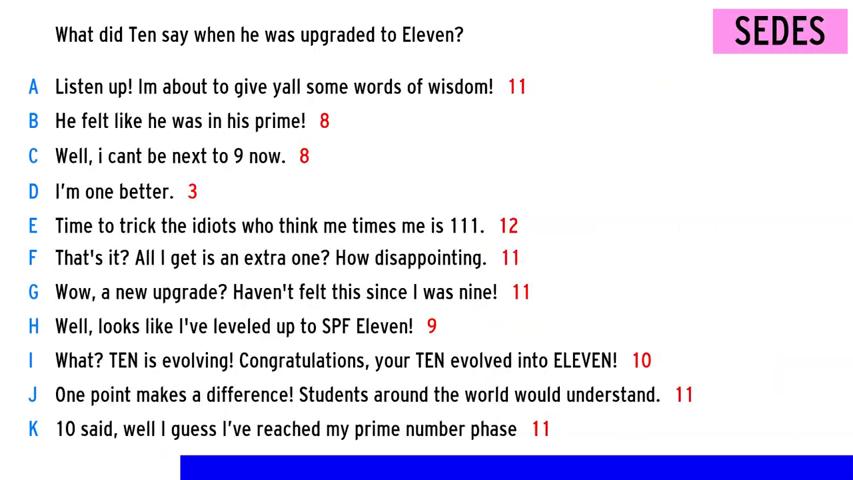 What did Ten say when he was upgraded to Eleven?
SEDES
A Listen up! Im about to give yall some words of wisdom! 11
B He felt like he was in his prime! 8
C Well, i cant be next to 9 now. 8
D I'm one better. 3
E Time to trick the idiots who think me times me is 111. 12
F That's it? All I get is an extra one? How disappointing. 11
G Wow, a new upgrade? Haven't felt this since I was nine! 11
H Well, looks like I've leveled up to SPF Eleven! 9
I What? TEN is evolving! Congratulations, your TEN evolved into ELEVEN! 10
J One point makes a difference! Students around the world would understand. 11
K 10 said, well I guess I've reached my prime number phase 11